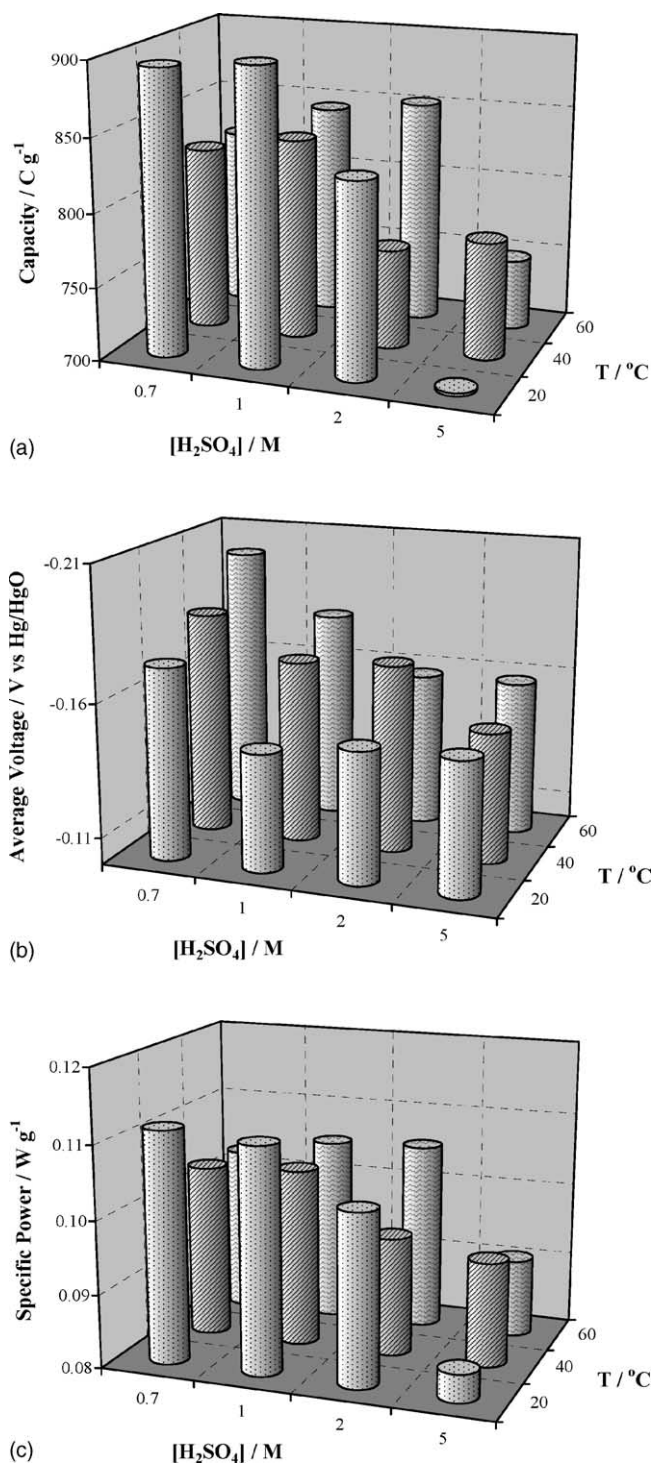 900
850
800
750
700
Capacity / C g⁻¹
0.7
1
2
5
20
40
60
T / °C
[H₂SO₄] / M
(a)
-0.21
-0.16
-0.11
Average Voltage / V vs Hg/HgO
0.7
1
2
5
20
40
60
T / °C
[H₂SO₄] / M
(b)
0.12
0.11
0.10
0.09
0.08
Specific Power / W g⁻¹
0.7
1
2
5
20
40
60
T / °C
[H₂SO₄] / M
(c)